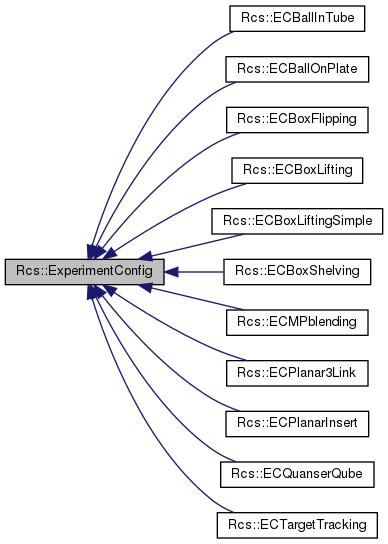 Rcs::ECBallInTube
Rcs::ECBallOnPlate
Rcs::ECBoxFlipping
Rcs::ECBoxLifting
Rcs::ECBoxLiftingSimple
Rcs::ExperimentConfig
Rcs::ECBoxShelving
Rcs::ECMPblending
Rcs::ECPlanar3Link
Rcs::ECPlanarInsert
Rcs::ECQuanserQube
Rcs::ECTargetTracking